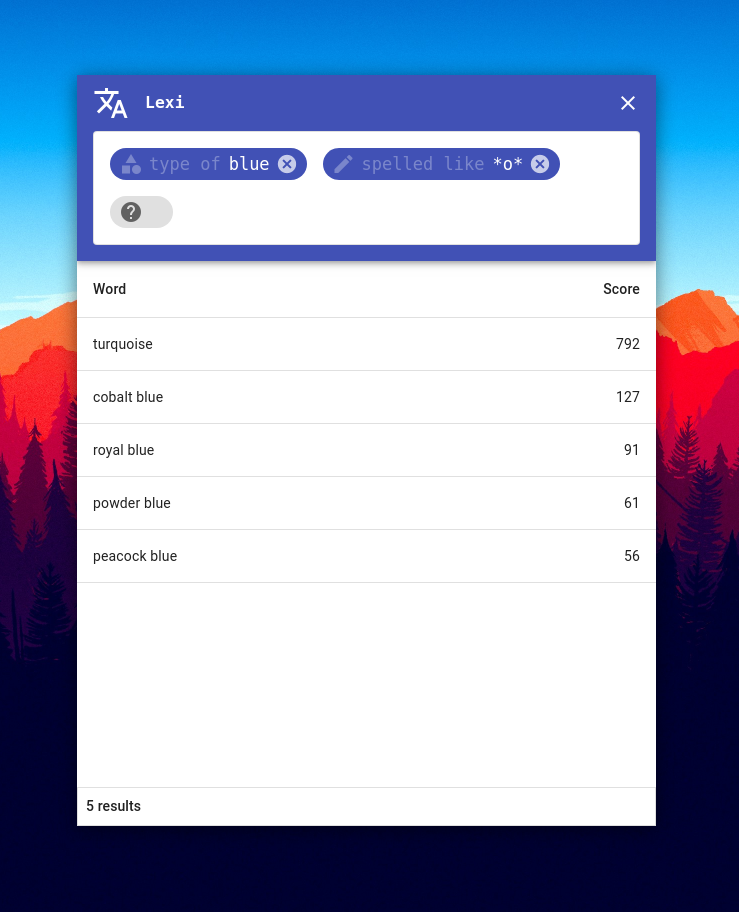 Lexi
type of blue spelled like *o*
?
Word Score
turquoise 792
cobalt blue 127
royal blue 91
powder blue 61
peacock blue 56
5 results